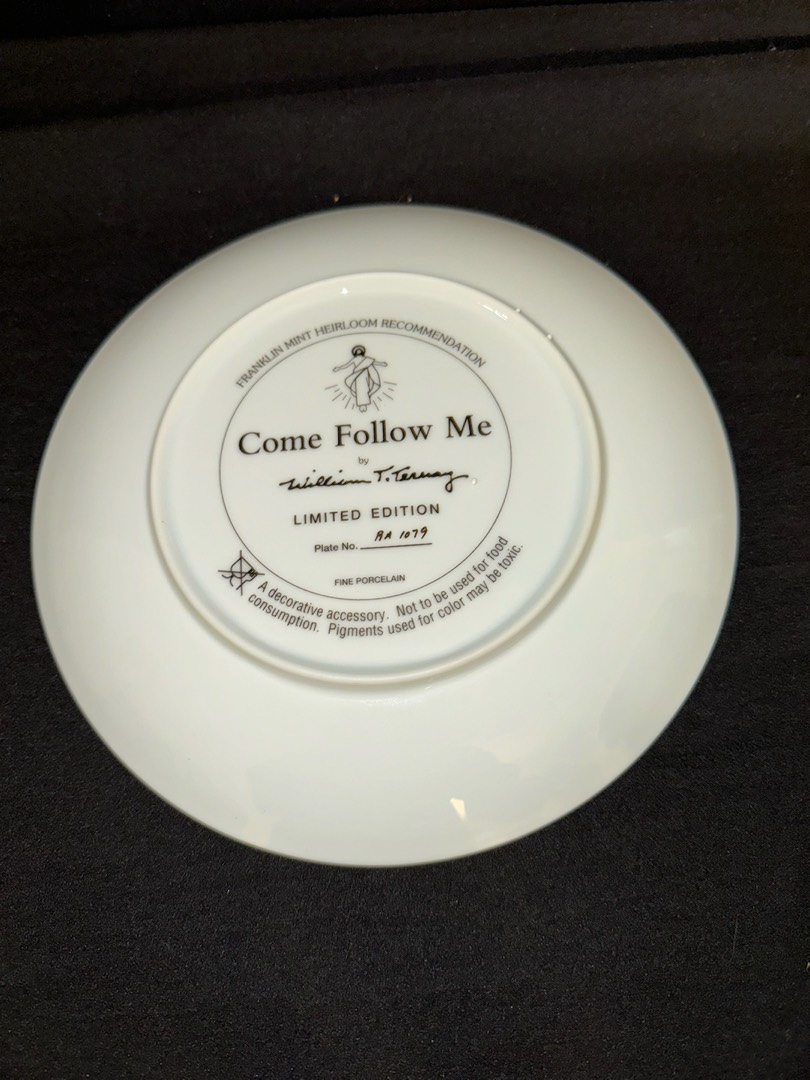 FRANKLIN MINT HEIRLOOM RECOMMENDATION
Come Follow Me
by
William T. Ternay
LIMITED EDITION
Plate No. RA 1079
FINE PORCELAIN
A decorative accessory. Not to be used for food
consumption. Pigments used for color may be toxic.